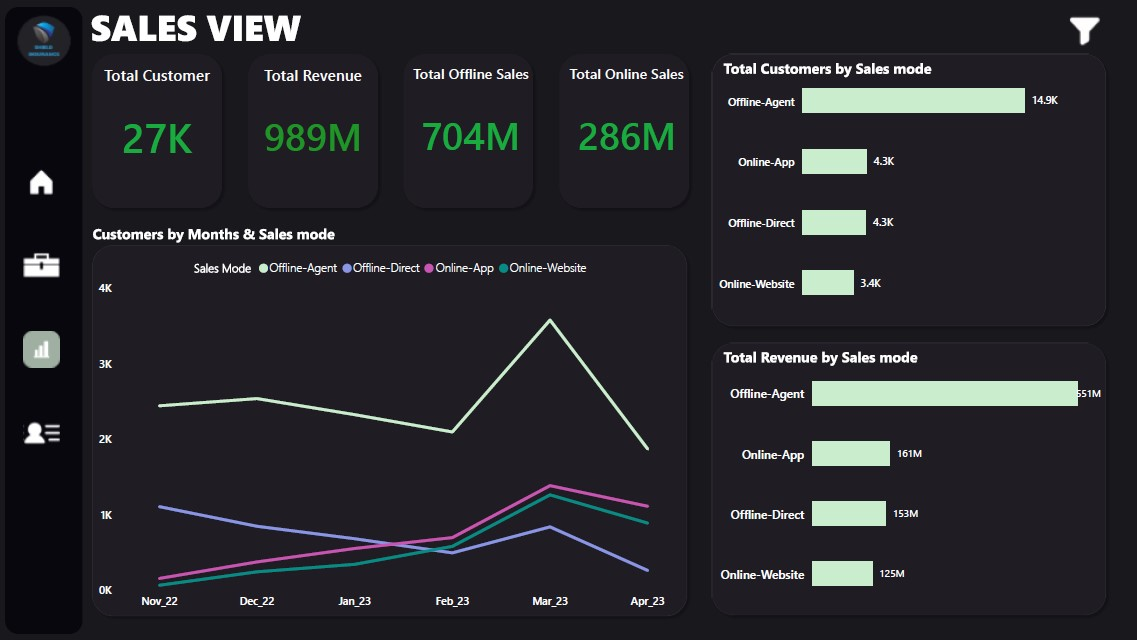 SHIELD
INSURANCE
SALES VIEW
Total Customer
27K
Total Revenue
989M
Total Offline Sales
704M
Total Online Sales
286M
Customers by Months & Sales mode
Sales Mode Offline-Agent Offline-Direct Online-App Online-Website
4K
3K
2K
1K
0K
Nov_22 Dec_22 Jan_23 Feb_23 Mar_23 Apr_23
Total Customers by Sales mode
Offline-Agent 14.9K
Online-App 4.3K
Offline-Direct 4.3K
Online-Website 3.4K
Total Revenue by Sales mode
Offline-Agent 551M
Online-App 161M
Offline-Direct 153M
Online-Website 125M